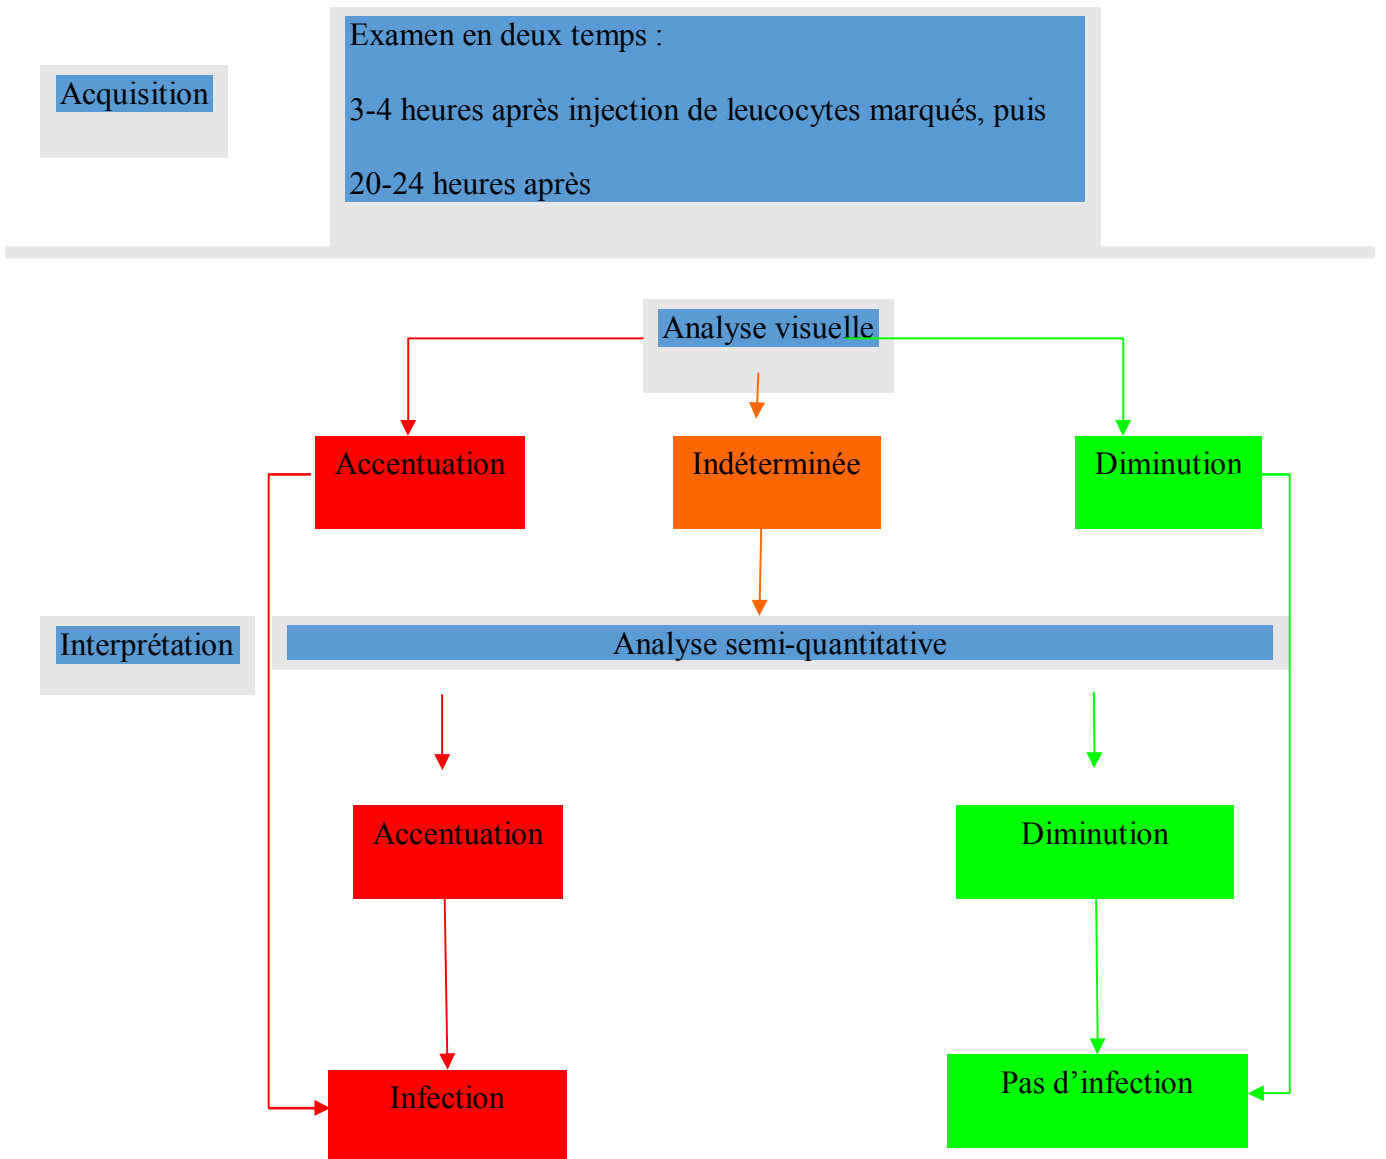 Acquisition
Examen en deux temps :
3-4 heures après injection de leucocytes marqués, puis
20-24 heures après
Analyse visuelle
Accentuation
Indéterminée
Diminution
Interprétation
Analyse semi-quantitative
Accentuation
Diminution
Infection
Pas d’infection